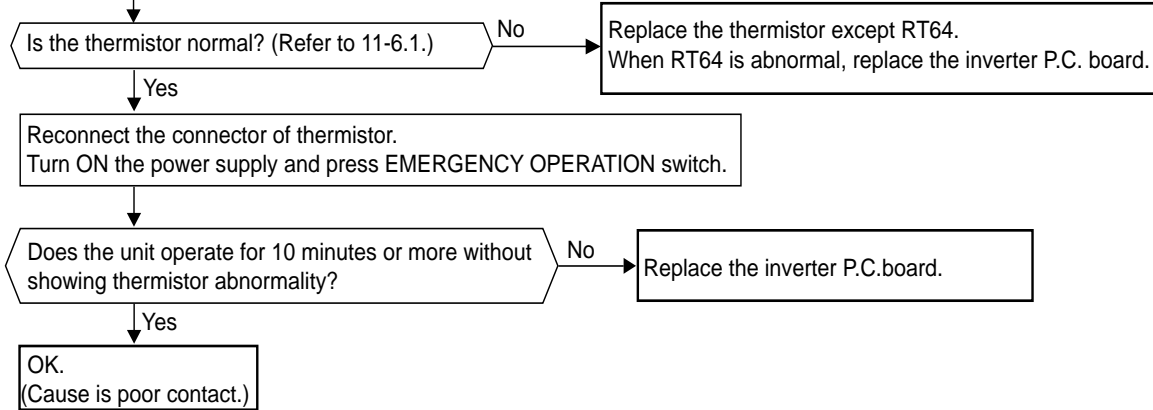 Is the thermistor normal? (Refer to 11-6.1.)
No
Replace the thermistor except RT64.
When RT64 is abnormal, replace the inverter P.C. board.
Yes
Reconnect the connector of thermistor.
Turn ON the power supply and press EMERGENCY OPERATION switch.
Does the unit operate for 10 minutes or more without
showing thermistor abnormality?
No
Replace the inverter P.C.board.
Yes
OK.
(Cause is poor contact.)